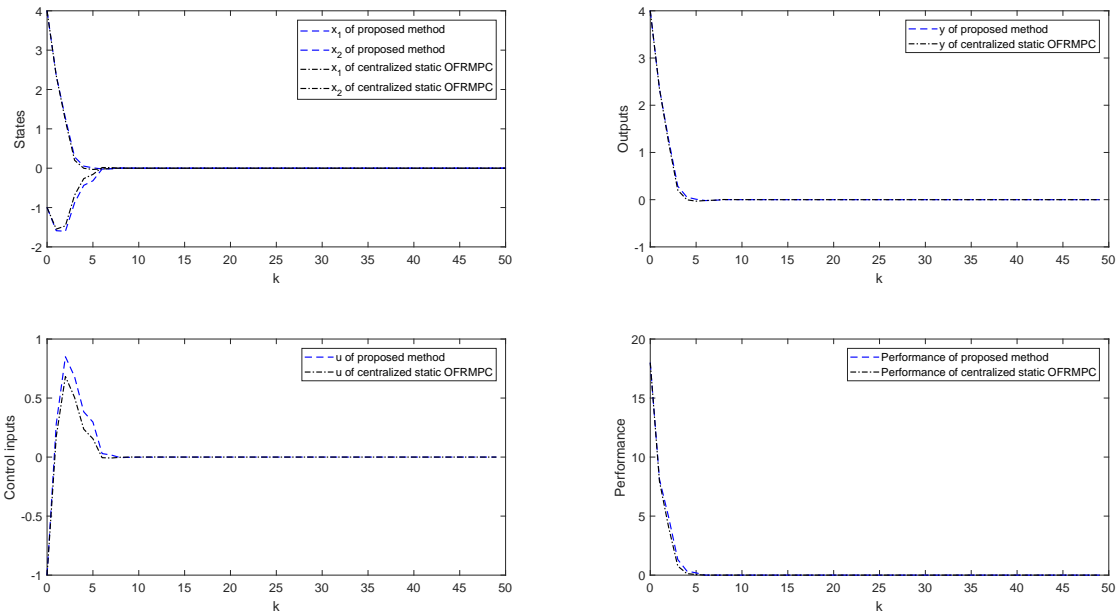 4
3
2
1
0
-1
-2
States
0 5 10 15 20 25 30 35 40 45 50
k
x1 of proposed method
x2 of proposed method
x1 of centralized static OFRMPC
x2 of centralized static OFRMPC
4
3
2
1
0
-1
Outputs
0 5 10 15 20 25 30 35 40 45 50
k
y of proposed method
y of centralized static OFRMPC
1
0.5
0
-0.5
-1
Control inputs
0 5 10 15 20 25 30 35 40 45 50
k
u of proposed method
u of centralized static OFRMPC
20
15
10
5
0
Performance
0 5 10 15 20 25 30 35 40 45 50
k
Performance of proposed method
Performance of centralized static OFRMPC